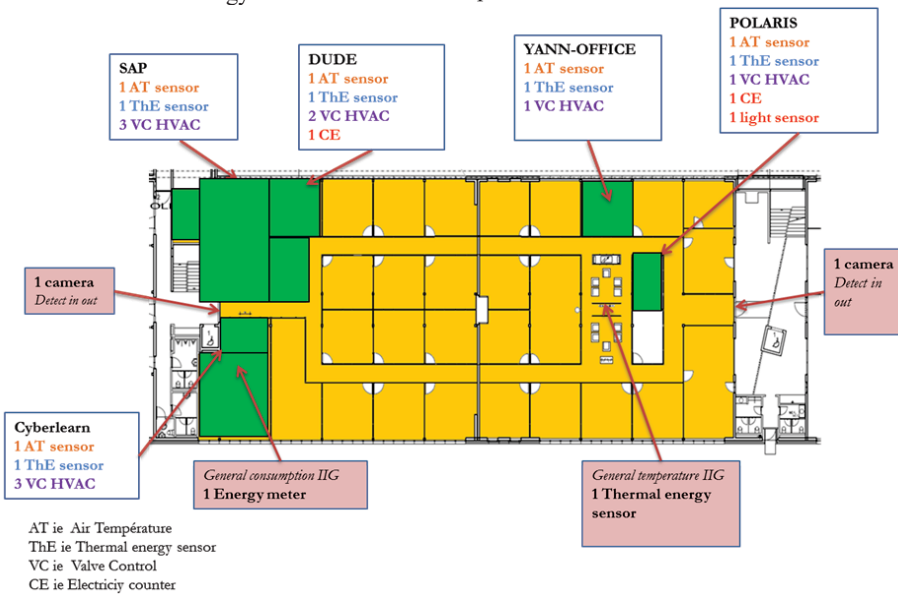 SAP
1 AT sensor
1 ThE sensor
3 VC HVAC
DUDE
1 AT sensor
1 ThE sensor
2 VC HVAC
1 CE
YANN-OFFICE
1 AT sensor
1 ThE sensor
1 VC HVAC
POLARIS
1 AT sensor
1 ThE sensor
1 VC HVAC
1 CE
1 light sensor
1 camera
Detect in out
1 camera
Detect in
out
Cyberlearn
1 AT sensor
1 ThE sensor
3 VC HVAC
General consumption IIG
1 Energy meter
General temperature IIG
1 Thermal energy
sensor
AT ie Air Température
ThE ie Thermal energy sensor
VC ie Valve Control
CE ie Electriciy counter